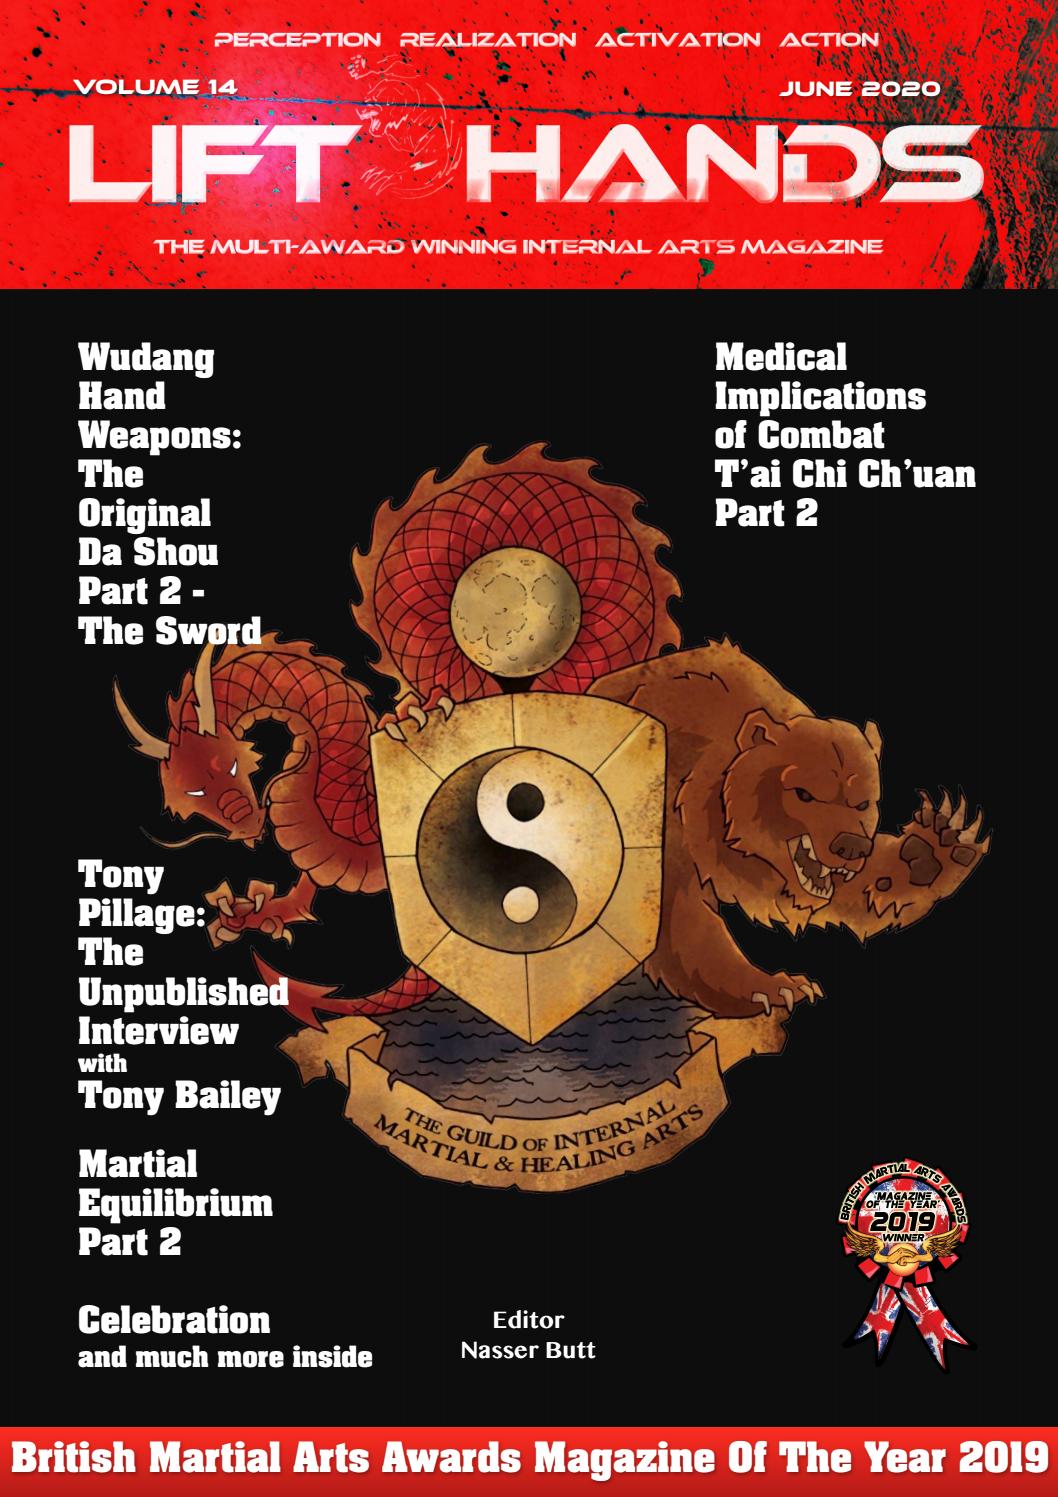 PERCEPTION REALIZATION ACTIVATION ACTION
VOLUME 14
JUNE 2020
LIFT HANDS
THE MULTI-AWARD WINNING INTERNAL ARTS MAGAZINE
Wudang
Hand
Weapons:
The
Original
Da Shou
Part 2 -
The Sword
Medical
Implications
of Combat
T'ai Chi Ch'uan
Part 2
Tony
Pillage:
The
Unpublished
Interview
with
Tony Bailey
THE GUILD OF INTERNAL
MARTIAL & HEALING ARTS
Martial
Equilibrium
Part 2
BRITISH MARTIAL ARTS AWARDS
MAGAZINE
OF THE YEAR
2019
WINNER
Celebration
and much more inside
Editor
Nasser Butt
British Martial Arts Awards Magazine Of The Year 2019